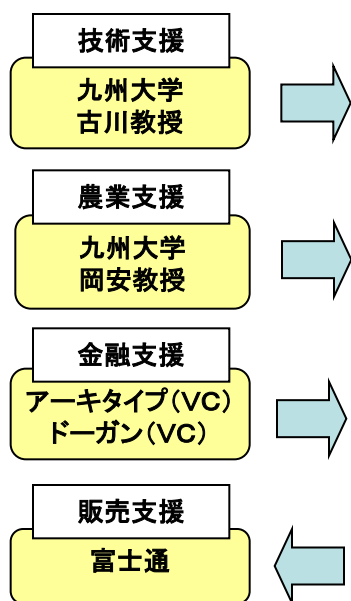 技術支援
九州大学
古川教授
農業支援
九州大学
岡安教授
金融支援
アーキタイプ(VC)
ドーガン(VC)
販売支援
富士通